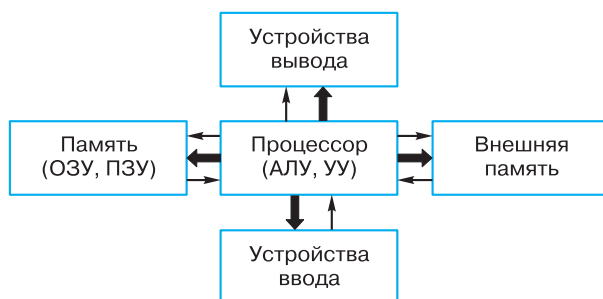 Устройства
вывода
Память
(ОЗУ, ПЗУ)
Процессор
(АЛУ, УУ)
Внешняя
память
Устройства
ввода